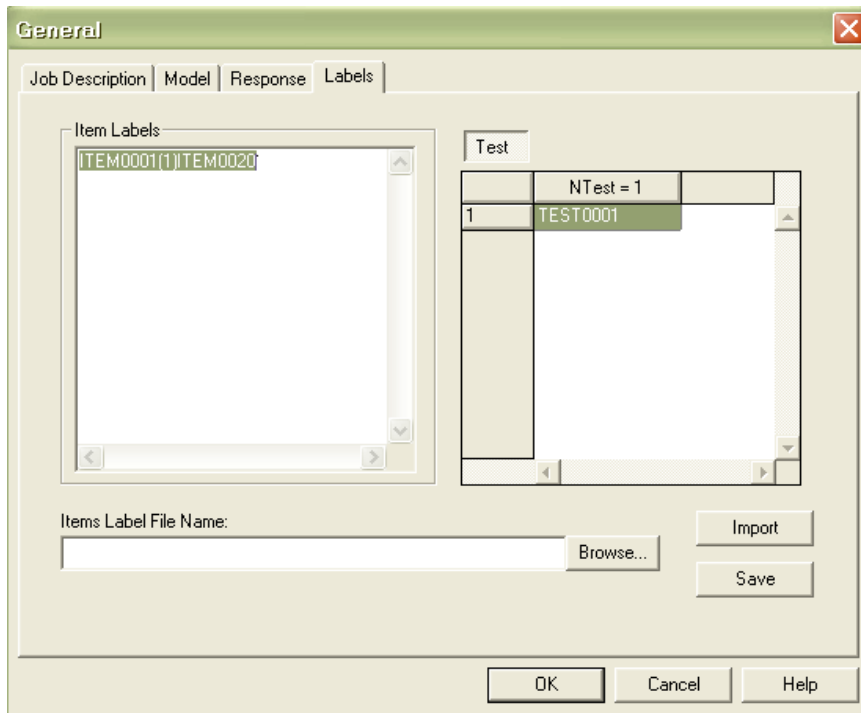 General
Job Description Model Response Labels
Item Labels
ITEM0001(1)ITEM0020
Test
NTest = 1
1 TEST0001
Items Label File Name:
Browse...
Import
Save
OK Cancel Help